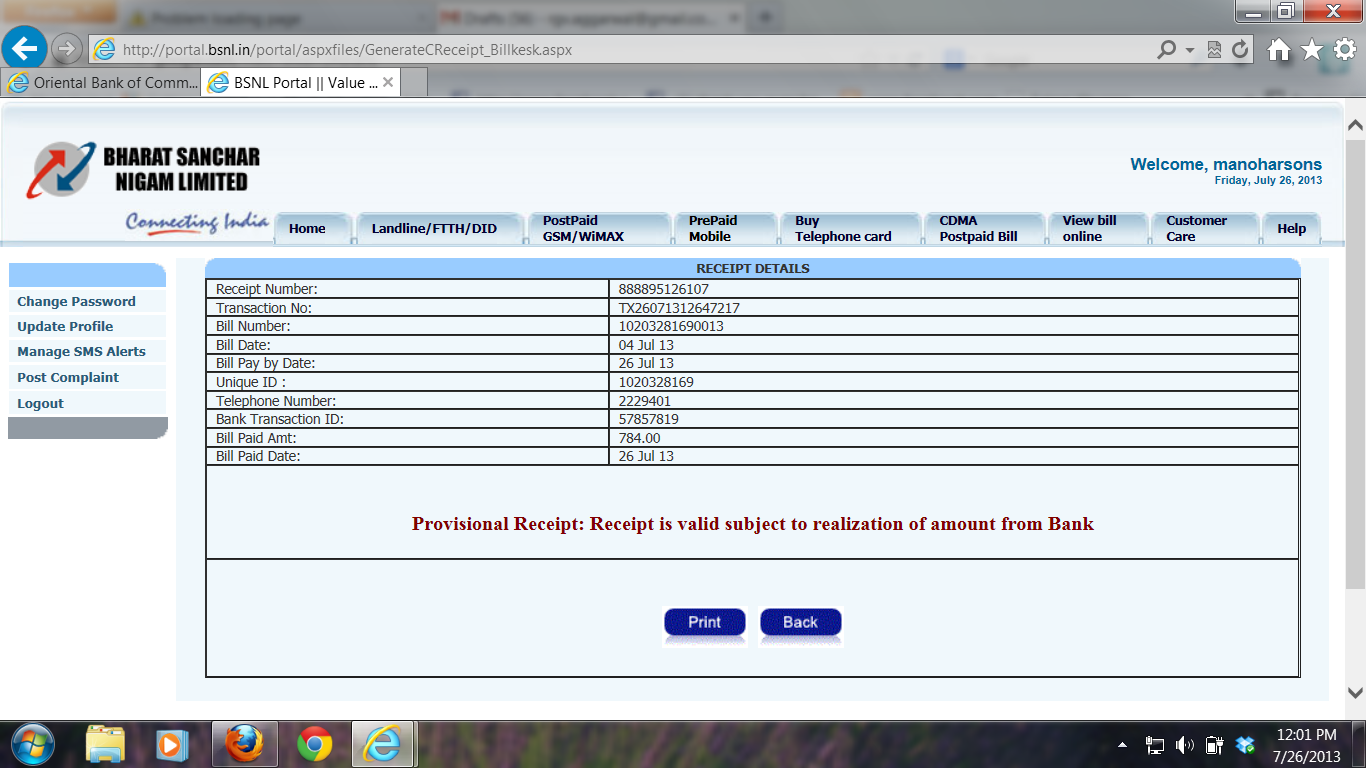 Problem loading page
http://portal.bsnl.in/portal/aspxfiles/GenerateCReceipt_Billkesk.aspx
Oriental Bank of Comm...
BSNL Portal || Value ...
BHARAT SANCHAR
NIGAM LIMITED
Connecting India
Welcome, manoharsons
Friday, July 26, 2013
Home
Landline/FTTH/DID
PostPaid
GSM/WiMAX
PrePaid
Mobile
Buy
Telephone card
CDMA
Postpaid Bill
View bill
online
Customer
Care
Help
Change Password
Update Profile
Manage SMS Alerts
Post Complaint
Logout
RECEIPT DETAILS
Receipt Number: 888895126107
Transaction No: TX26071312647217
Bill Number: 10203281690013
Bill Date: 04 Jul 13
Bill Pay by Date: 26 Jul 13
Unique ID : 1020328169
Telephone Number: 2229401
Bank Transaction ID: 57857819
Bill Paid Amt: 784.00
Bill Paid Date: 26 Jul 13
Provisional Receipt: Receipt is valid subject to realization of amount from Bank
Print
Back
12:01 PM
7/26/2013